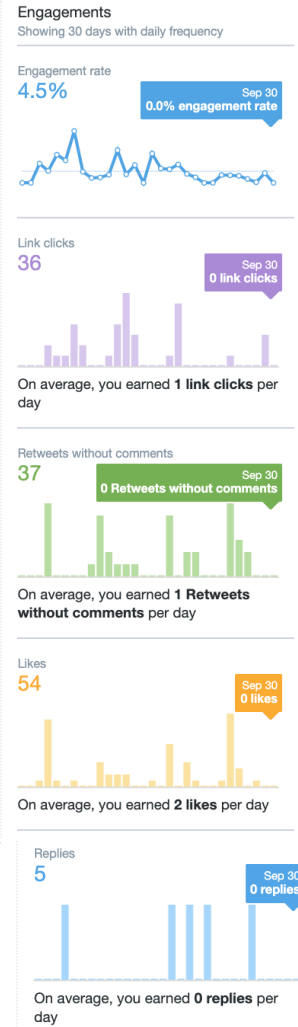 Engagements
Showing 30 days with daily frequency
Engagement rate
4.5%
Sep 30
0.0% engagement rate
Link clicks
36
Sep 30
0 link clicks
On average, you earned 1 link clicks per
day
Retweets without comments
37
Sep 30
0 Retweets without comments
On average, you earned 1 Retweets
without comments per day
Likes
54
Sep 30
0 likes
On average, you earned 2 likes per day
Replies
5
Sep 30
0 replies
On average, you earned 0 replies per
day